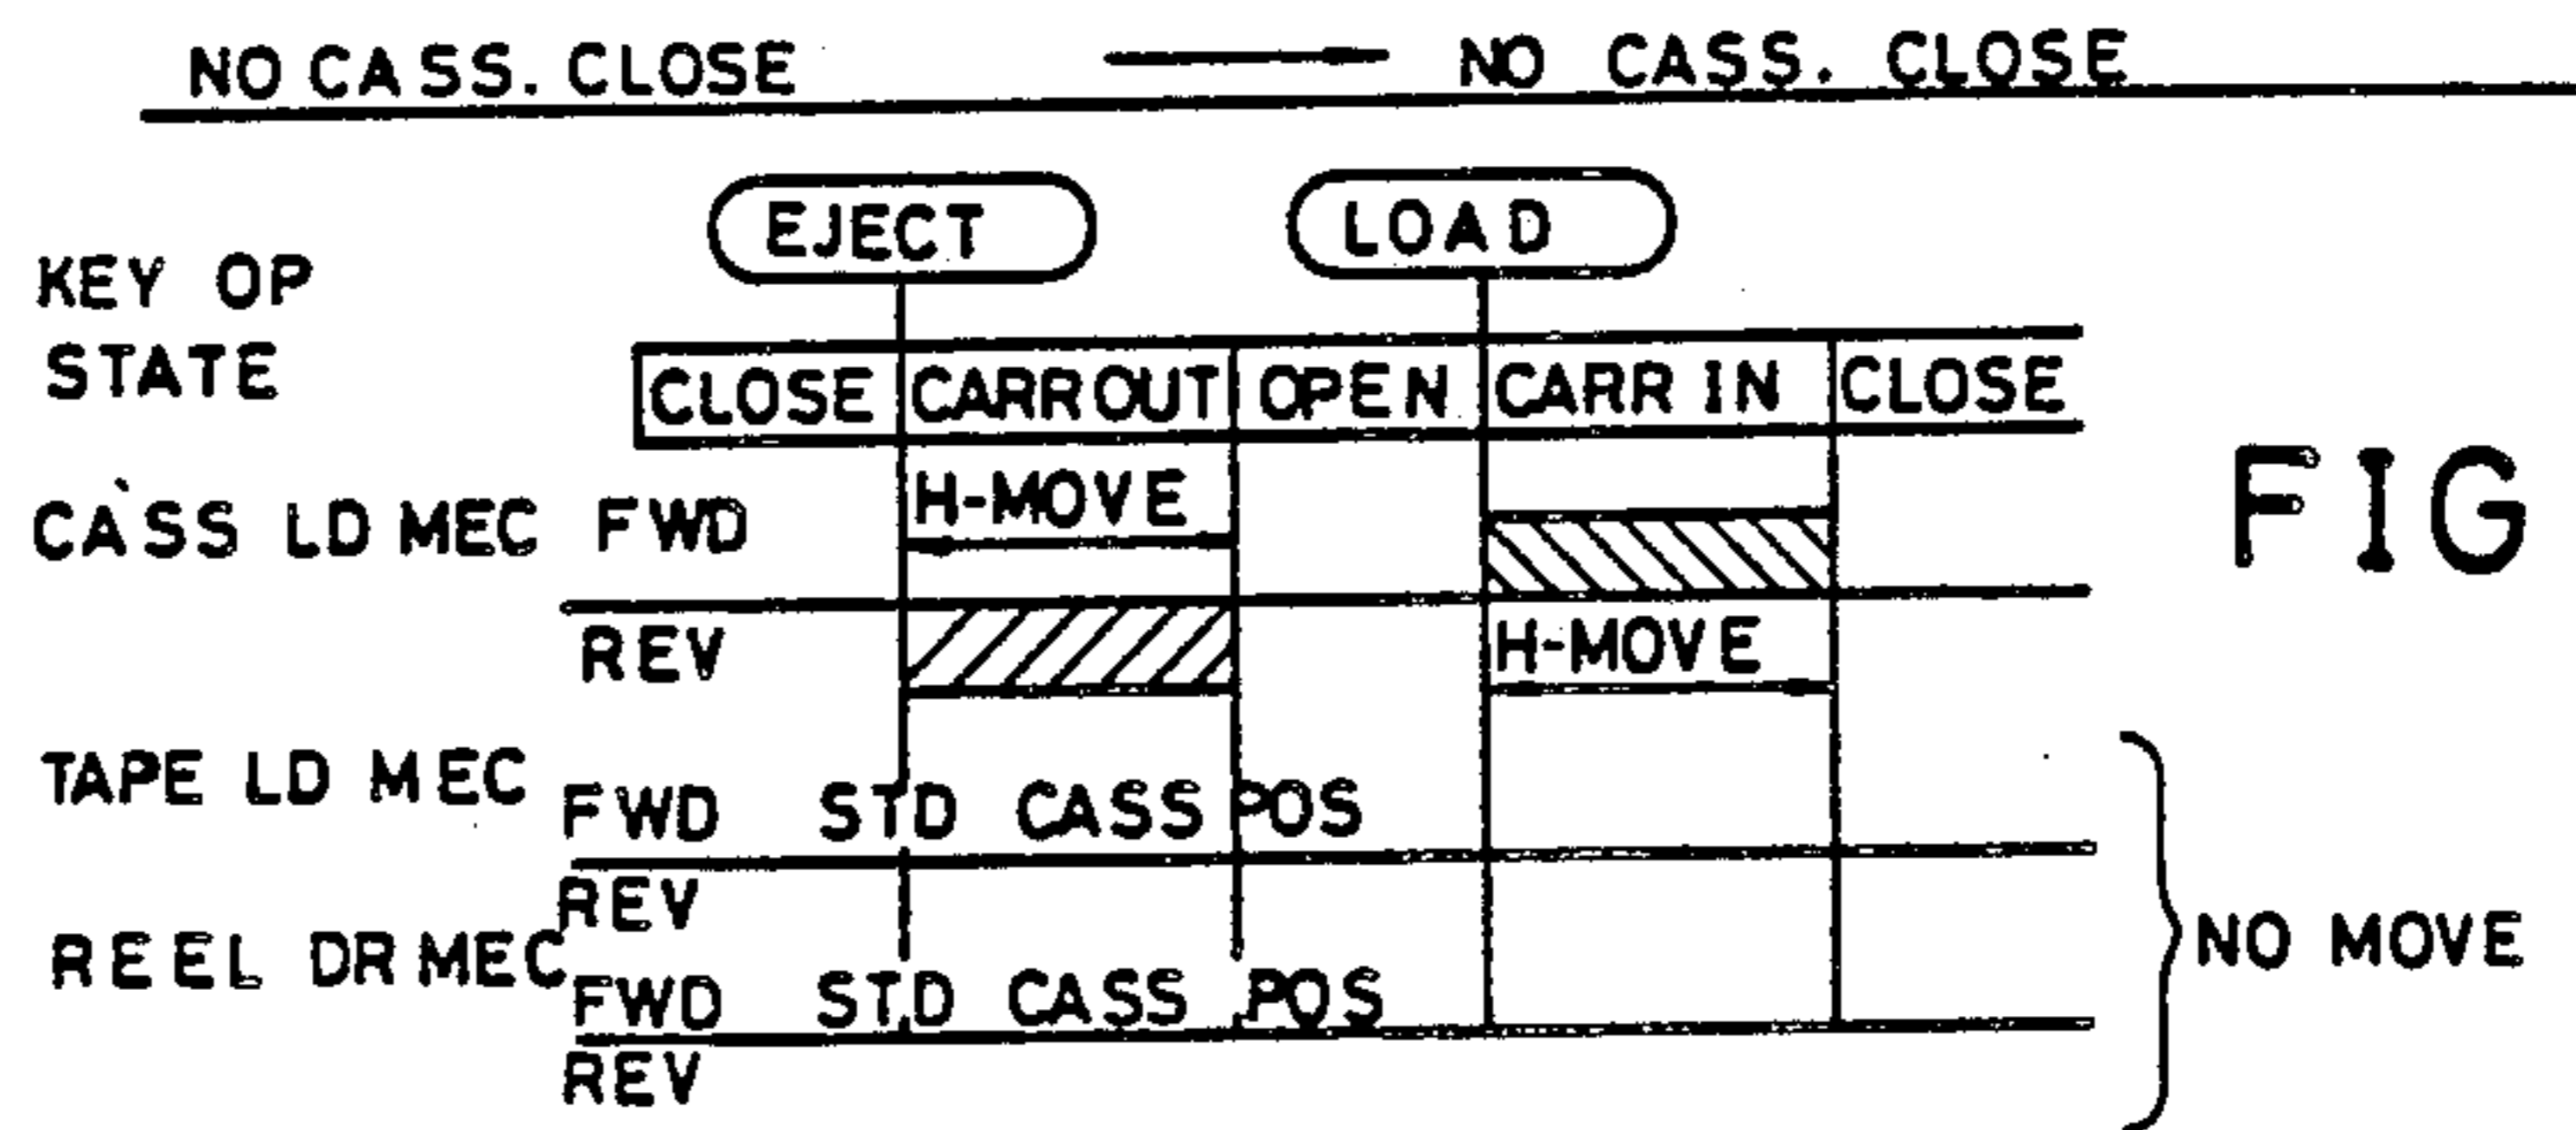 NO CASS. CLOSE → NO CASS. CLOSE
EJECT LOAD
KEY OP
STATE
CLOSE CARR OUT OPEN CARR IN CLOSE
CASS LD MEC FWD H-MOVE
REV H-MOVE
FIG
TAPE LD MEC
FWD STD CASS POS
REV
REEL DR MEC
NO MOVE
FWD STD CASS POS
REV